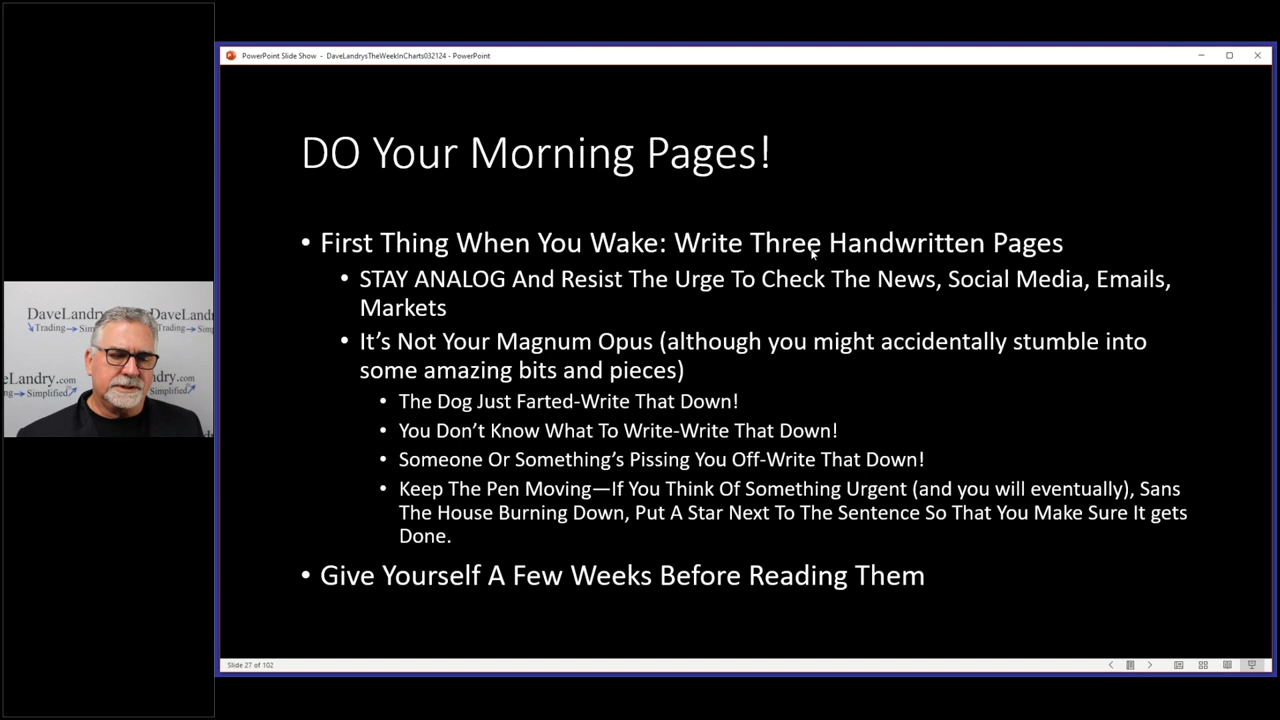 PowerPoint Slide Show - DaveLandrysTheWeekInCharts032124 - PowerPoint
DO Your Morning Pages!
• First Thing When You Wake: Write Three Handwritten Pages
• STAY ANALOG And Resist The Urge To Check The News, Social Media, Emails,
Markets
• It's Not Your Magnum Opus (although you might accidentally stumble into
some amazing bits and pieces)
• The Dog Just Farted-Write That Down!
• You Don't Know What To Write-Write That Down!
• Someone Or Something's Pissing You Off-Write That Down!
• Keep The Pen Moving—If You Think Of Something Urgent (and you will eventually), Sans
The House Burning Down, Put A Star Next To The Sentence So That You Make Sure It gets
Done.
• Give Yourself A Few Weeks Before Reading Them
Slide 27 of 102
DaveLandry
DaveLandr
Trading Sim
Trading Simp
eLandry.com
ry.com
Simplified
Simplified